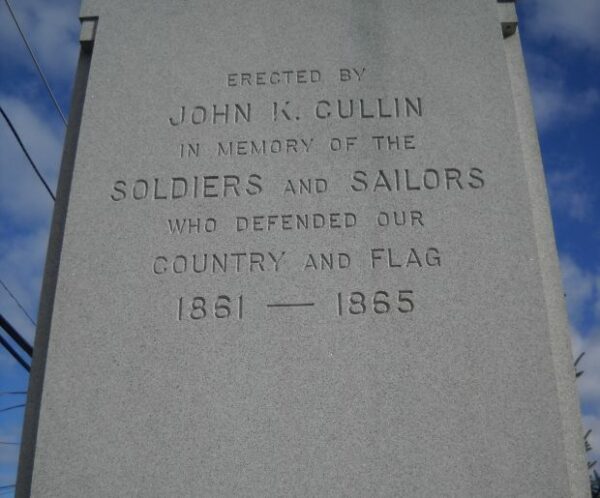 ERECTED BY
JOHN K. CULLIN
IN MEMORY OF THE
SOLDIERS AND SAILORS
WHO DEFENDED OUR
COUNTRY AND FLAG
1861 — 1865